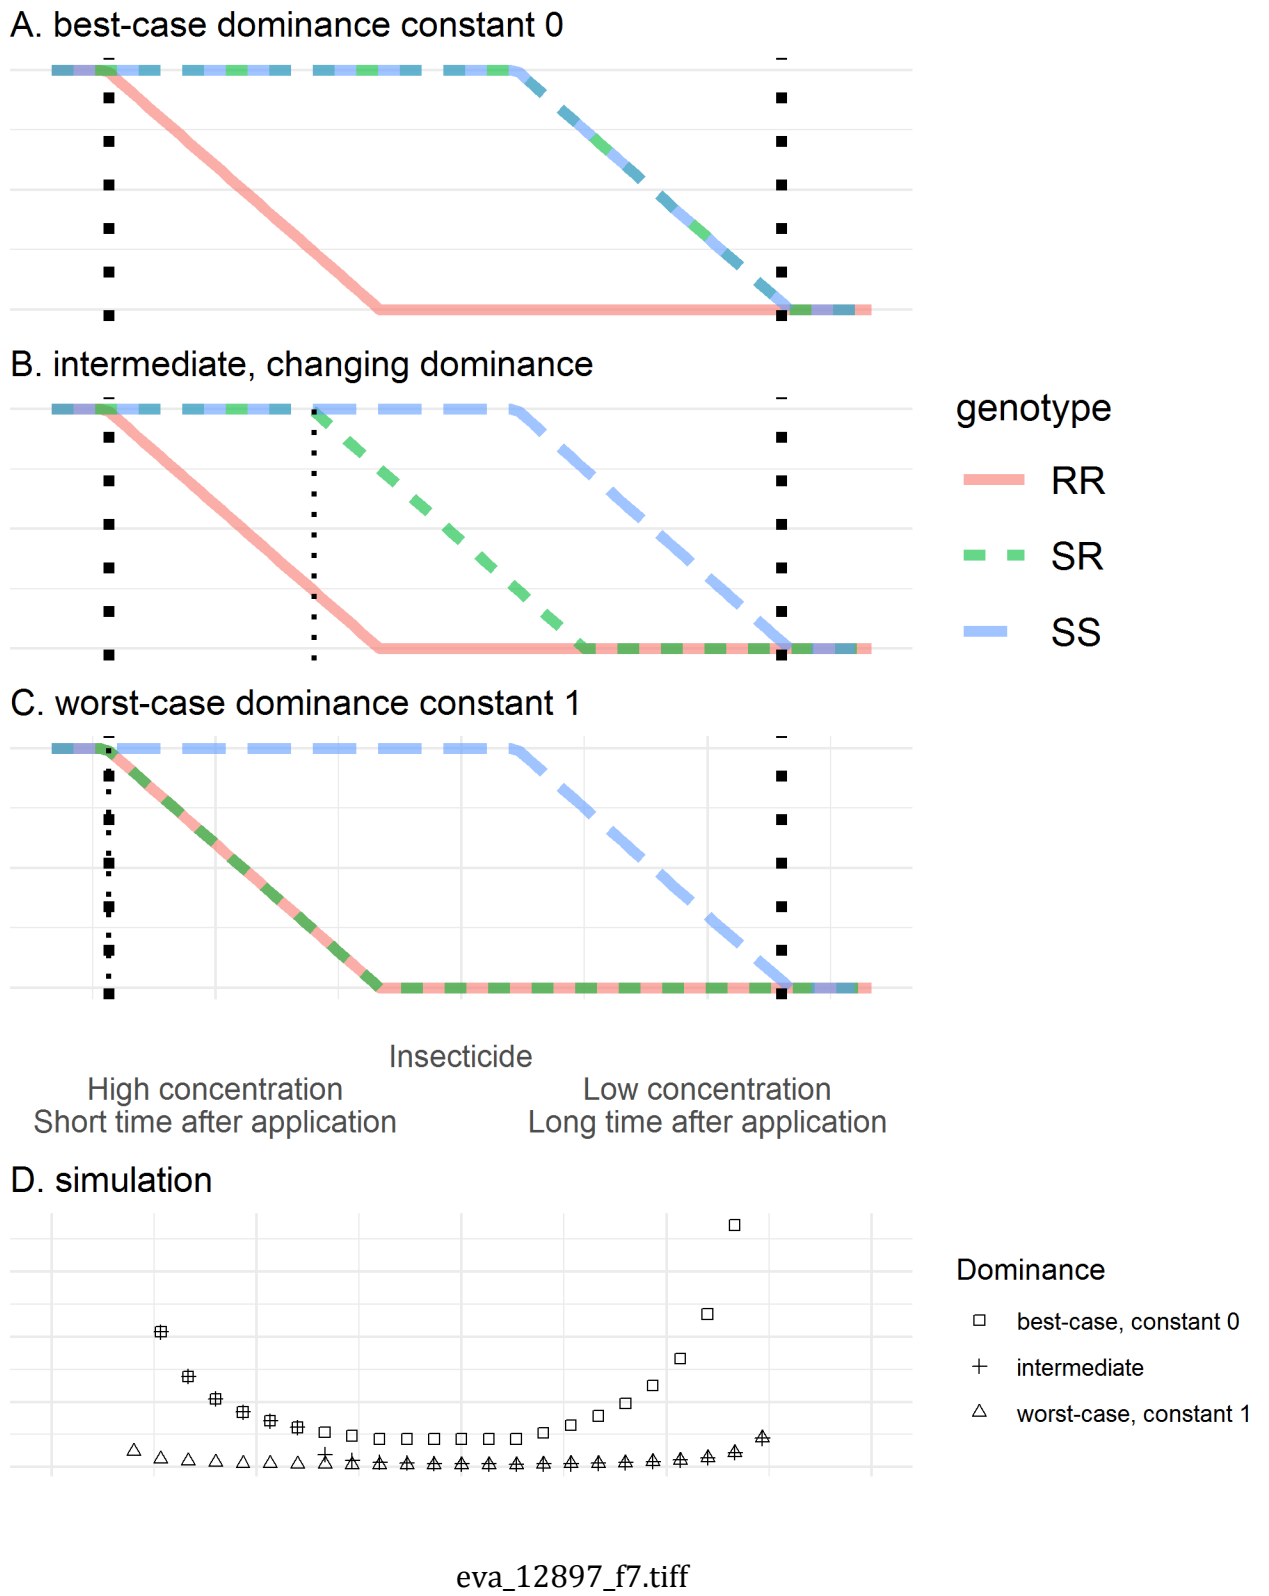 A. best-case dominance constant 0
B. intermediate, changing dominance
genotype
RR
SR
SS
C. worst-case dominance constant 1
Insecticide
High concentration
Short time after application
Low concentration
Long time after application
D. simulation
Dominance
best-case, constant 0
intermediate
worst-case, constant 1
eva_12897_f7.tiff